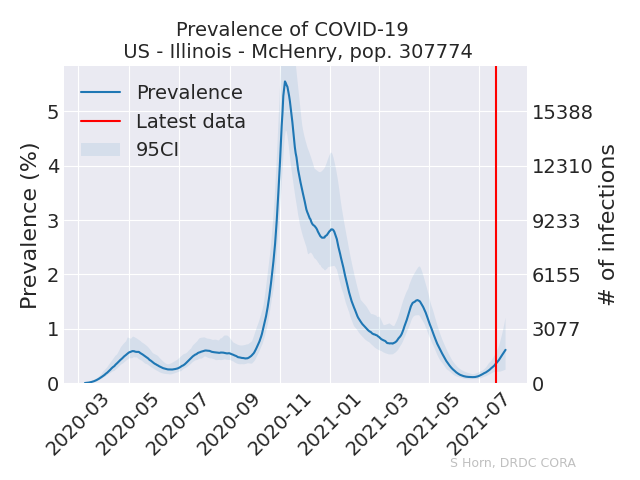 Prevalence of COVID-19
US - Illinois - McHenry, pop. 307774
Prevalence
Latest data
95CI
Prevalence (%)
5
4
3
2
1
0
15388
12310
9233
6155
3077
0
# of infections
2020-03
2020-05
2020-07
2020-09
2020-11
2021-01
2021-03
2021-05
2021-07
S Horn, DRDC CORA